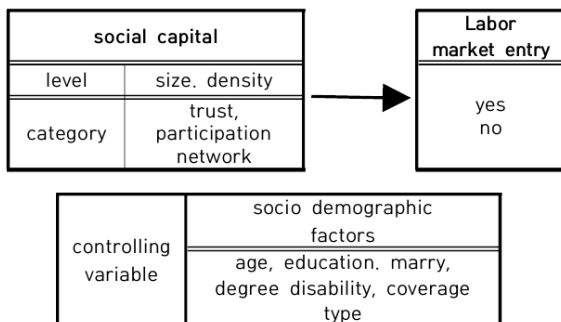 social capital
level size. density
category trust,
participation
network
Labor
market entry
yes
no
controlling
variable
socio demographic
factors
age, education. marry,
degree disability, coverage
type